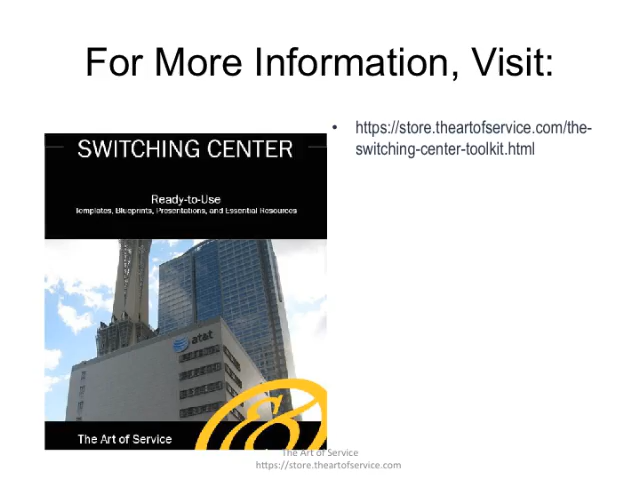 For More Information, Visit:
• https://store.theartofservice.com/the-
switching-center-toolkit.html
SWITCHING CENTER
Ready-to-Use
Templates, Blueprints, Presentations, and Essential Resources
at&t
The Art of Service
The Art of Service
https://store.theartofservice.com